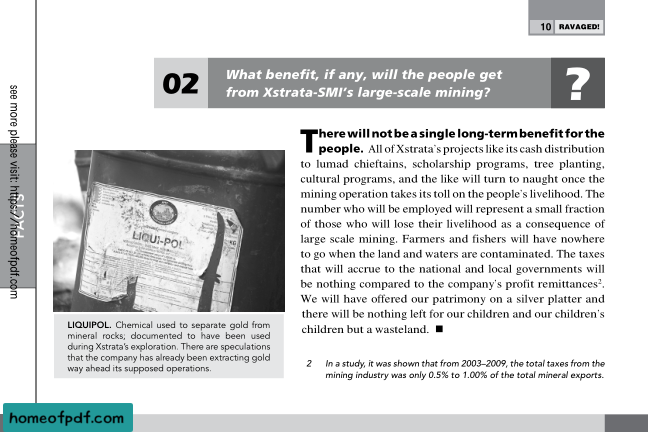 10 RAVAGED!
02
What benefit, if any, will the people get
from Xstrata-SMI's large-scale mining?
?
There will not be a single long-term benefit for the
people. All of Xstrata's projects like its cash distribution
to lumad chieftains, scholarship programs, tree planting,
cultural programs, and the like will turn to naught once the
mining operation takes its toll on the people's livelihood. The
number who will be employed will represent a small fraction
of those who will lose their livelihood as a consequence of
large scale mining. Farmers and fishers will have nowhere
to go when the land and waters are contaminated. The taxes
that will accrue to the national and local governments will
be nothing compared to the company's profit remittances².
We will have offered our patrimony on a silver platter and
there will be nothing left for our children and our children's
children but a wasteland. ■
LIQUI-POL
LIQUIPOL. Chemical used to separate gold from
mineral rocks; documented to have been used
during Xstrata's exploration. There are speculations
that the company has already been extracting gold
way ahead its supposed operations.
2 In a study, it was shown that from 2003–2009, the total taxes from the
mining industry was only 0.5% to 1.00% of the total mineral exports.
FACTS
see more please visit: https://homeofpdf.com
homeofpdf.com